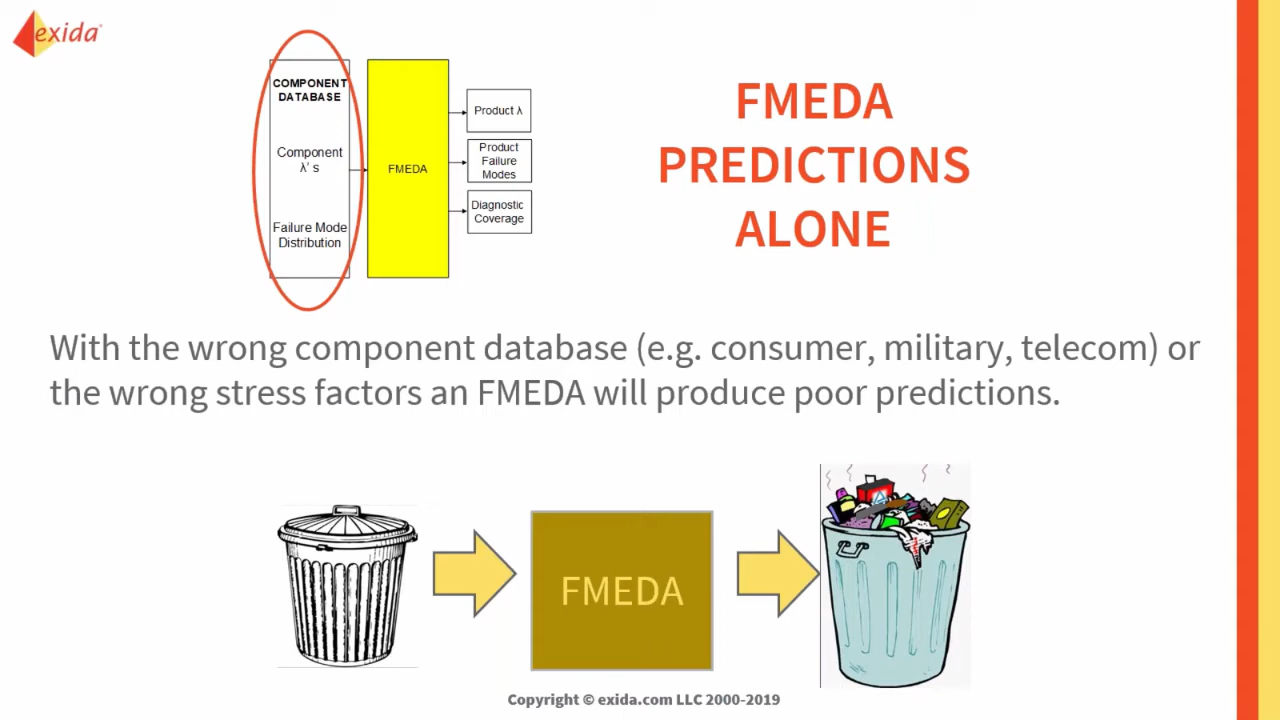 exida
COMPONENT
DATABASE
Component
λ' s
Failure Mode
Distribution
FMEDA
Product λ
Product
Failure
Modes
Diagnostic
Coverage
FMEDA
PREDICTIONS
ALONE
With the wrong component database (e.g. consumer, military, telecom) or
the wrong stress factors an FMEDA will produce poor predictions.
FMEDA
Copyright © exida.com LLC 2000-2019